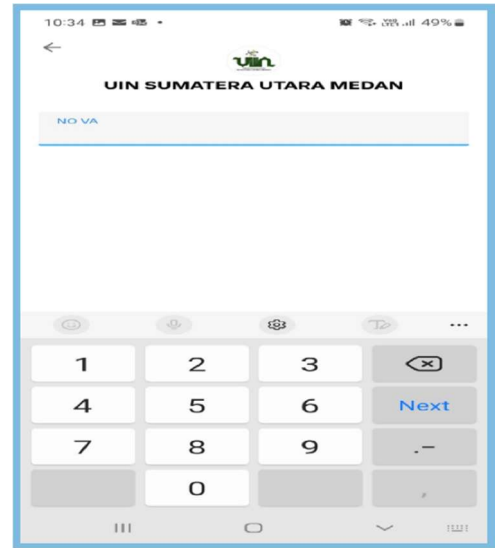 10:34 49%
uin
UIN SUMATERA UTARA MEDAN
NO VA
1 2 3
4 5 6 Next
7 8 9 .-
0 ,